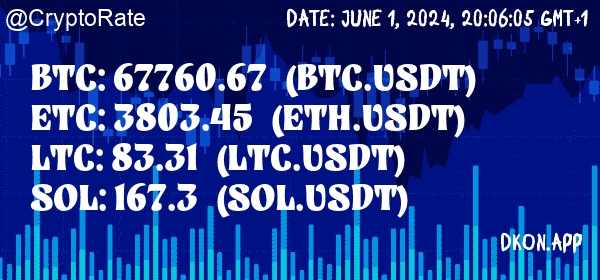 @CryptoRate
DATE: JUNE 1, 2024, 20:06:05 GMT+1
BTC: 67760.67 (BTC.USDT)
ETC: 3803.45 (ETH.USDT)
LTC: 83.31 (LTC.USDT)
SOL: 167.3 (SOL.USDT)
DKON.APP